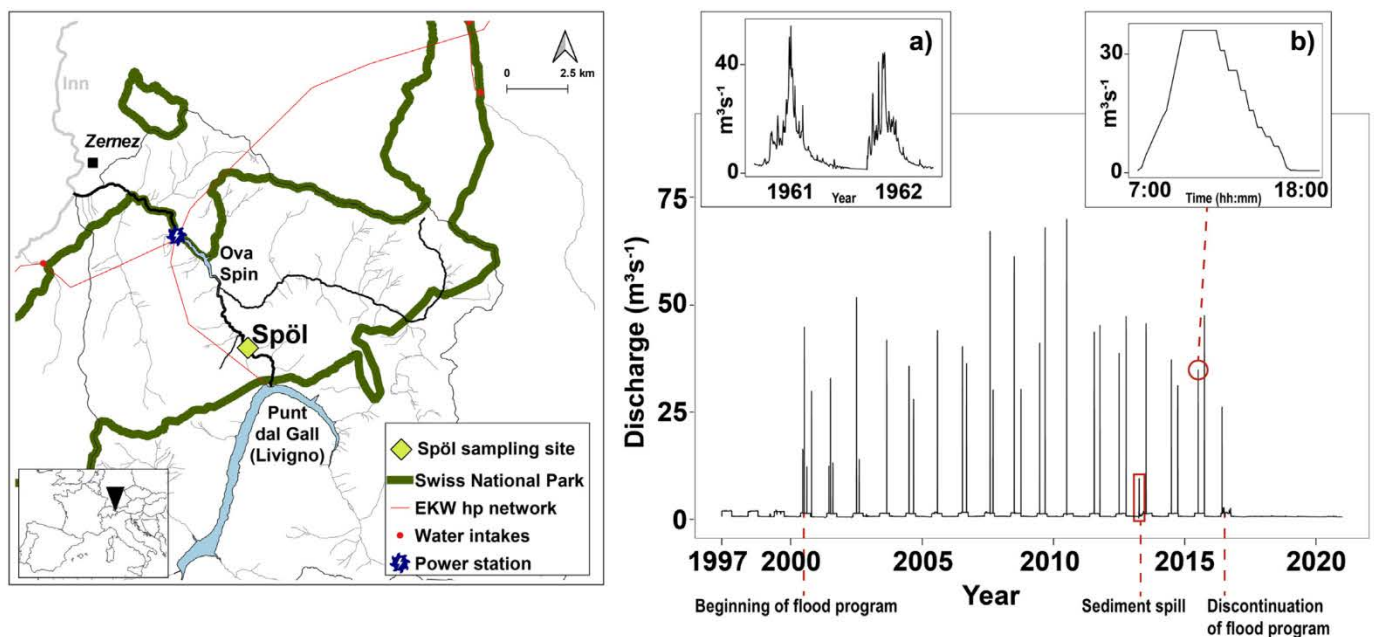 Inn
Zernez
0 2.5 km
Ova
Spin
Spöl
Punt
dal Gall
(Livigno)
Spöl sampling site
Swiss National Park
EKW hp network
Water intakes
Power station
a)
m³s⁻¹
40
0
1961 1962
Year
b)
m³s⁻¹
30
0
7:00 18:00
Time (hh:mm)
Discharge (m³s⁻¹)
75
50
25
0
1997 2000 2005 2010 2015 2020
Year
Beginning of flood program
Sediment spill
Discontinuation
of flood program